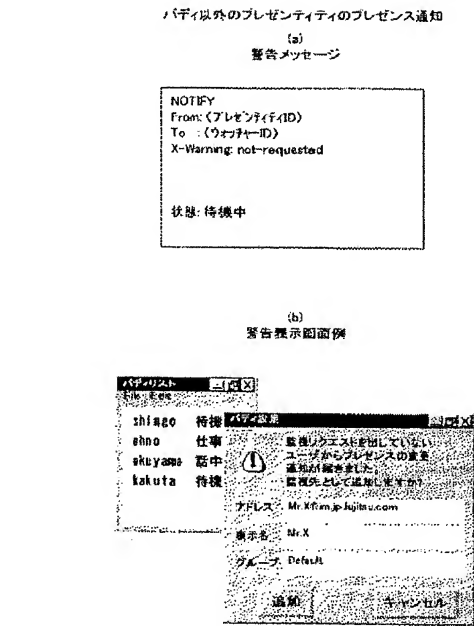 バディ以外のプレゼンティティのプレゼンス通知
(a)
警告メッセージ
NOTIFY
From:〈プレゼンティティID〉
To :〈ウォッチャーID〉
X-Warning: not-requested
状態: 待機中
(b)
警告表示画面例
バディリスト
File Edit
shingo 待機
ohno 仕事
okuyama 話中
kakuta 待機
監視リクエストを出していない
ユーザからプレゼンスの変更
通知が届きました。
監視先として追加しますか?
アドレス Mr.X@am.jp.fujitsu.com
表示名 Mr.X
グループ Default
追加 キャンセル